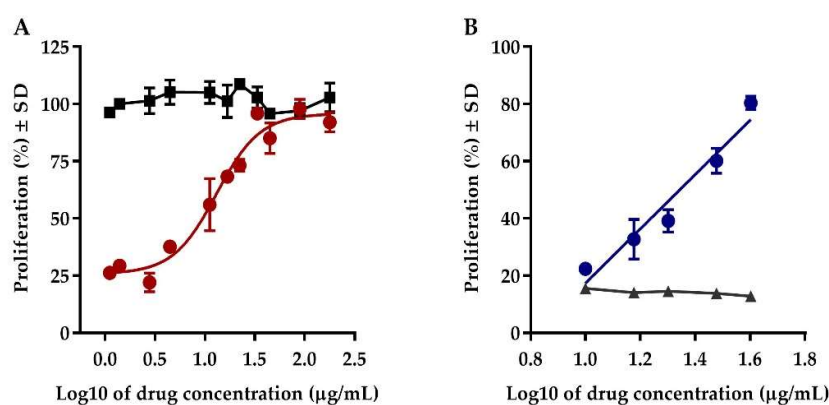 A
Proliferation (%) ± SD
125
100
75
50
25
0
0.0 0.5 1.0 1.5 2.0 2.5
Log10 of drug concentration (µg/mL)
B
Proliferation (%) ± SD
100
80
60
40
20
0
0.8 1.0 1.2 1.4 1.6 1.8
Log10 of drug concentration (µg/mL)